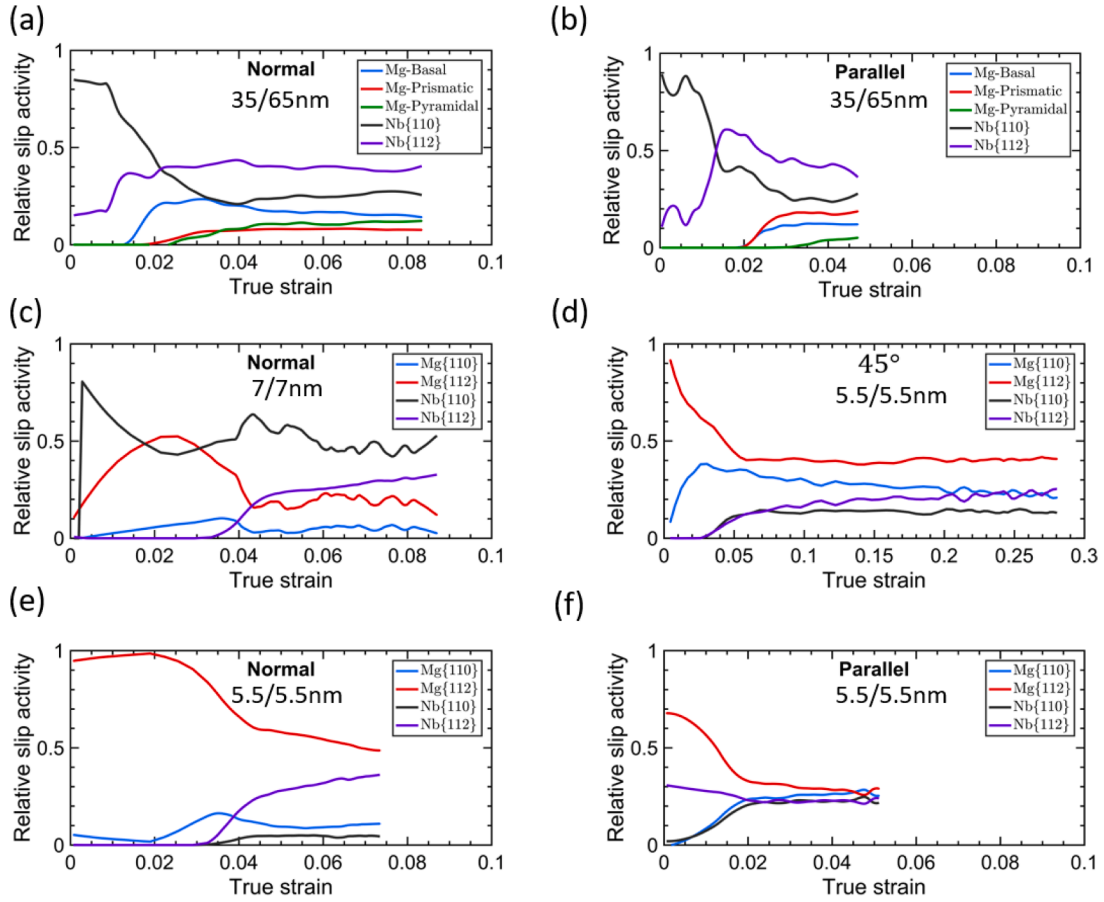 (a)
Normal
35/65nm
Mg-Basal
Mg-Prismatic
Mg-Pyramidal
Nb{110}
Nb{112}
Relative slip activity
1
0.5
0
0 0.02 0.04 0.06 0.08 0.1
True strain
(b)
Parallel
35/65nm
Mg-Basal
Mg-Prismatic
Mg-Pyramidal
Nb{110}
Nb{112}
Relative slip activity
1
0.5
0
0 0.02 0.04 0.06 0.08 0.1
True strain
(c)
Normal
7/7nm
Mg{110}
Mg{112}
Nb{110}
Nb{112}
Relative slip activity
1
0.5
0
0 0.02 0.04 0.06 0.08 0.1
True strain
(d)
45°
5.5/5.5nm
Mg{110}
Mg{112}
Nb{110}
Nb{112}
Relative slip activity
1
0.5
0
0 0.05 0.1 0.15 0.2 0.25 0.3
True strain
(e)
Normal
5.5/5.5nm
Mg{110}
Mg{112}
Nb{110}
Nb{112}
Relative slip activity
1
0.5
0
0 0.02 0.04 0.06 0.08 0.1
True strain
(f)
Parallel
5.5/5.5nm
Mg{110}
Mg{112}
Nb{110}
Nb{112}
Relative slip activity
1
0.5
0
0 0.02 0.04 0.06 0.08 0.1
True strain